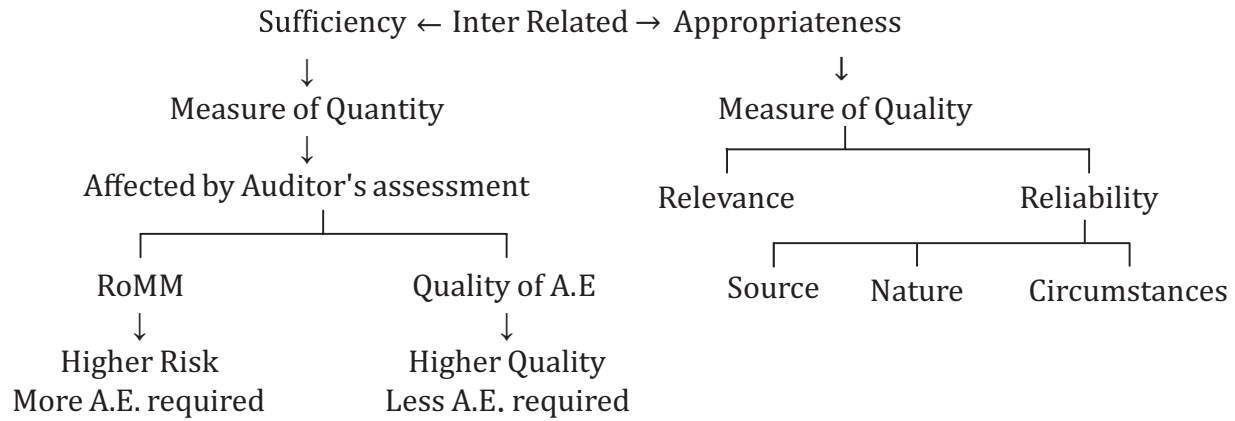 Sufficiency ← Inter Related → Appropriateness
↓ ↓
Measure of Quantity Measure of Quality
↓
Affected by Auditor's assessment Relevance Reliability
RoMM Quality of A.E Source Nature Circumstances
↓ ↓
Higher Risk Higher Quality
More A.E. required Less A.E. required